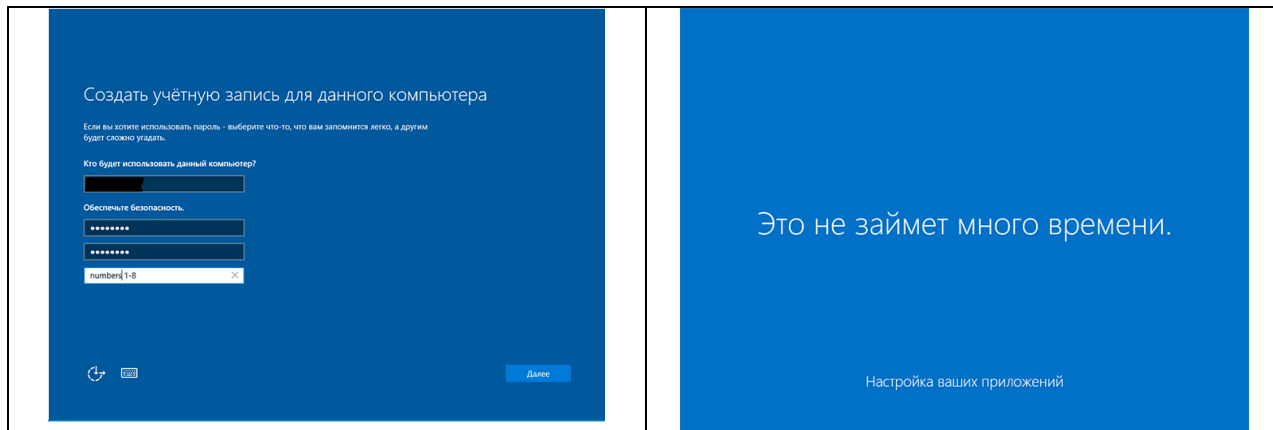 Создать учётную запись для данного компьютера
Если вы хотите использовать пароль - выберите что-то, что вам запомнится легко, а другим
будет сложно угадать.
Кто будет использовать данный компьютер?
Обеспечьте безопасность.
••••••••
••••••••
numbers 1-8
Далее
Это не займет много времени.
Настройка ваших приложений